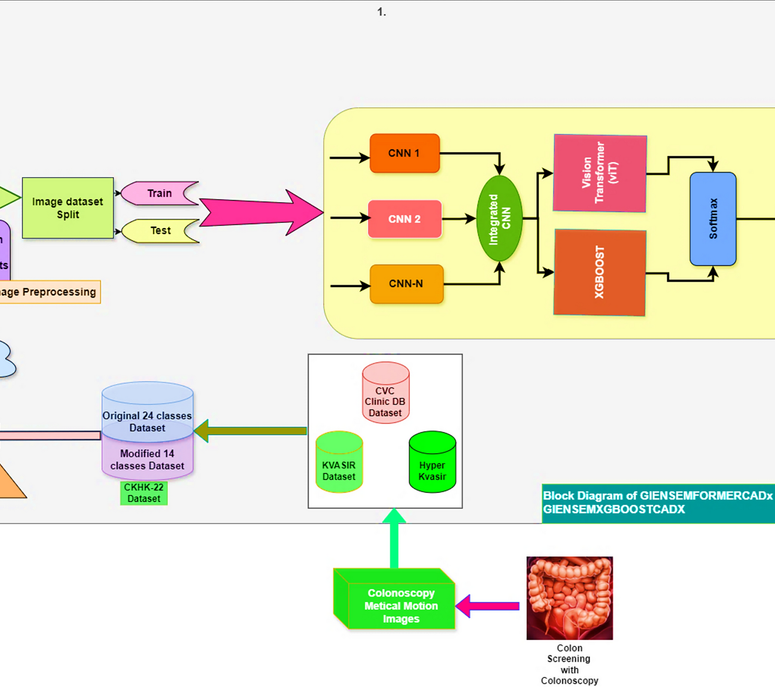 1.
Image dataset
Split
Train
Test
CNN 1
CNN 2
CNN-N
Integrated
CNN
Vision
Transformer
(viT)
XGBOOST
Softmax
n
ts
nage Preprocessing
Original 24 classes
Dataset
Modified 14
classes Dataset
CKHK-22
Dataset
CVC
Clinic DB
Dataset
KVASIR
Dataset
Hyper
Kvasir
Block Diagram of GIENSEMFORMERCADx
GIENSEMXGBOOSTCADX
Colonoscopy
Metical Motion
Images
Colon
Screening
with
Colonoscopy